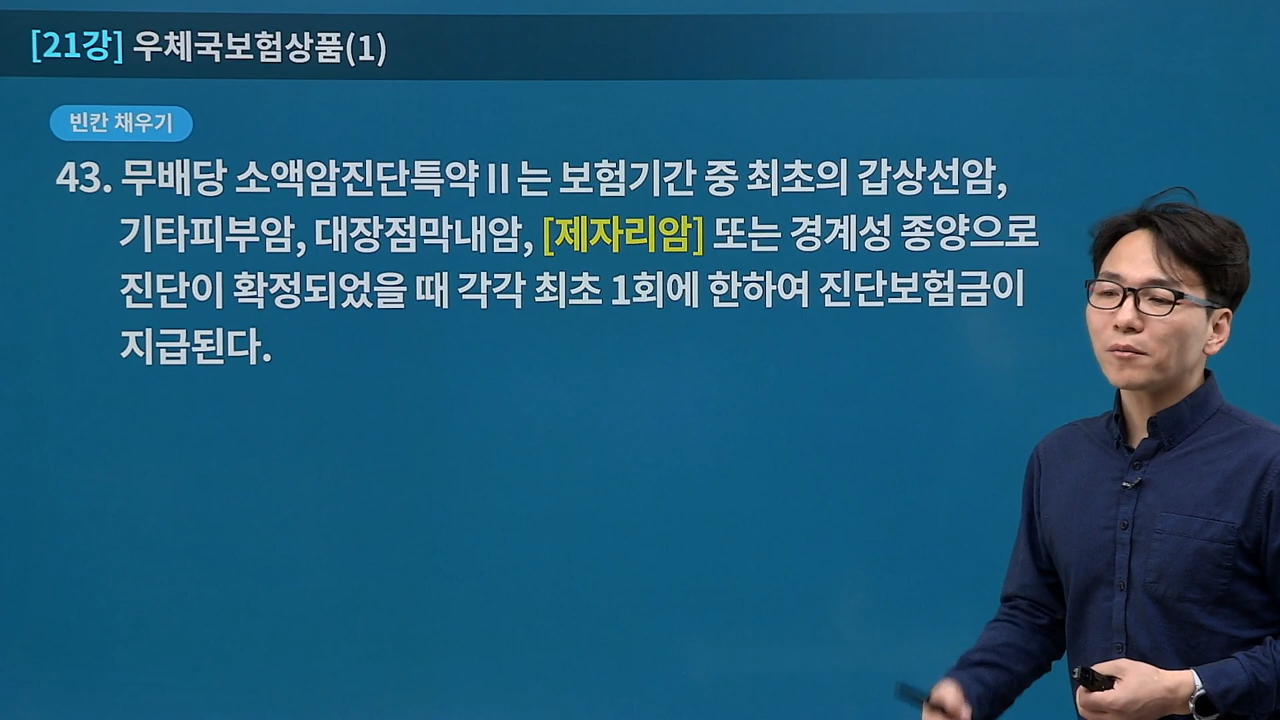 [21강] 우체국보험상품(1)
빈칸 채우기
43. 무배당 소액암진단특약Ⅱ는 보험기간 중 최초의 갑상선암,
기타피부암, 대장점막내암, [제자리암] 또는 경계성 종양으로
진단이 확정되었을 때 각각 최초 1회에 한하여 진단보험금이
지급된다.